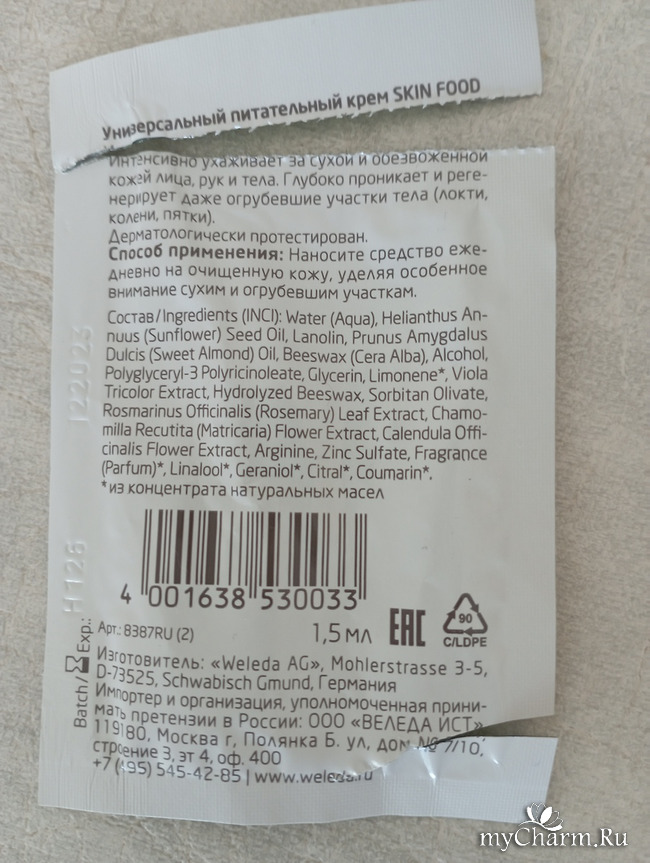 Универсальный питательный крем SKIN FOOD
Интенсивно ухаживает за сухой и обезвоженной
кожей лица, рук и тела. Глубоко проникает и реге-
нерирует даже огрубевшие участки тела (локти,
колени, пятки).
Дерматологически протестирован.
Способ применения: Наносите средство еже-
дневно на очищенную кожу, уделяя особенное
внимание сухим и огрубевшим участкам.
Состав/Ingredients (INCI): Water (Aqua), Helianthus An-
nuus (Sunflower) Seed Oil, Lanolin, Prunus Amygdalus
Dulcis (Sweet Almond) Oil, Beeswax (Cera Alba), Alcohol,
Polyglyceryl-3 Polyricinoleate, Glycerin, Limonene*, Viola
Tricolor Extract, Hydrolyzed Beeswax, Sorbitan Olivate,
Rosmarinus Officinalis (Rosemary) Leaf Extract, Chamo-
milla Recutita (Matricaria) Flower Extract, Calendula Offi-
cinalis Flower Extract, Arginine, Zinc Sulfate, Fragrance
(Parfum)*, Linalool*, Geraniol*, Citral*, Coumarin*.
*из концентрата натуральных масел
4 001638 530033
Арт.: 8387RU (2)
1,5 мл
EAC
90
C/LDPE
Batch/ Exp.:
H126 122023
Изготовитель: «Weleda AG», Mohlerstrasse 3-5,
D-73525, Schwabisch Gmund, Германия
Импортер и организация, уполномоченная прини-
мать претензии в России: ООО «ВЕЛЕДА ИСТ»
119180, Москва г, Полянка Б. ул, дом № 7/10,
строение 3, эт 4, оф. 400
+7 (495) 545-42-85 | www.weleda.ru
myCharm.Ru